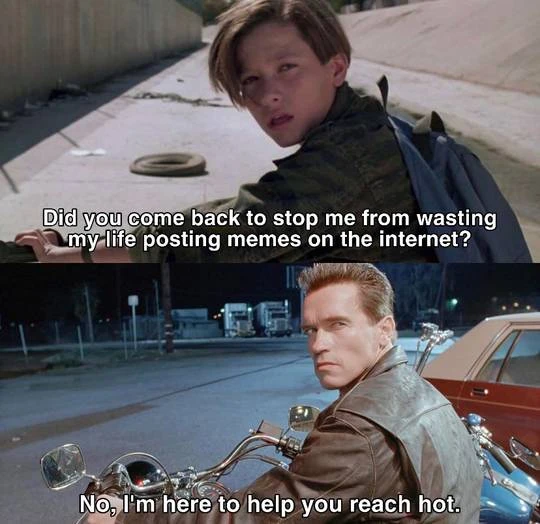 Did you come back to stop me from wasting
my life posting memes on the internet?
No, I'm here to help you reach hot.